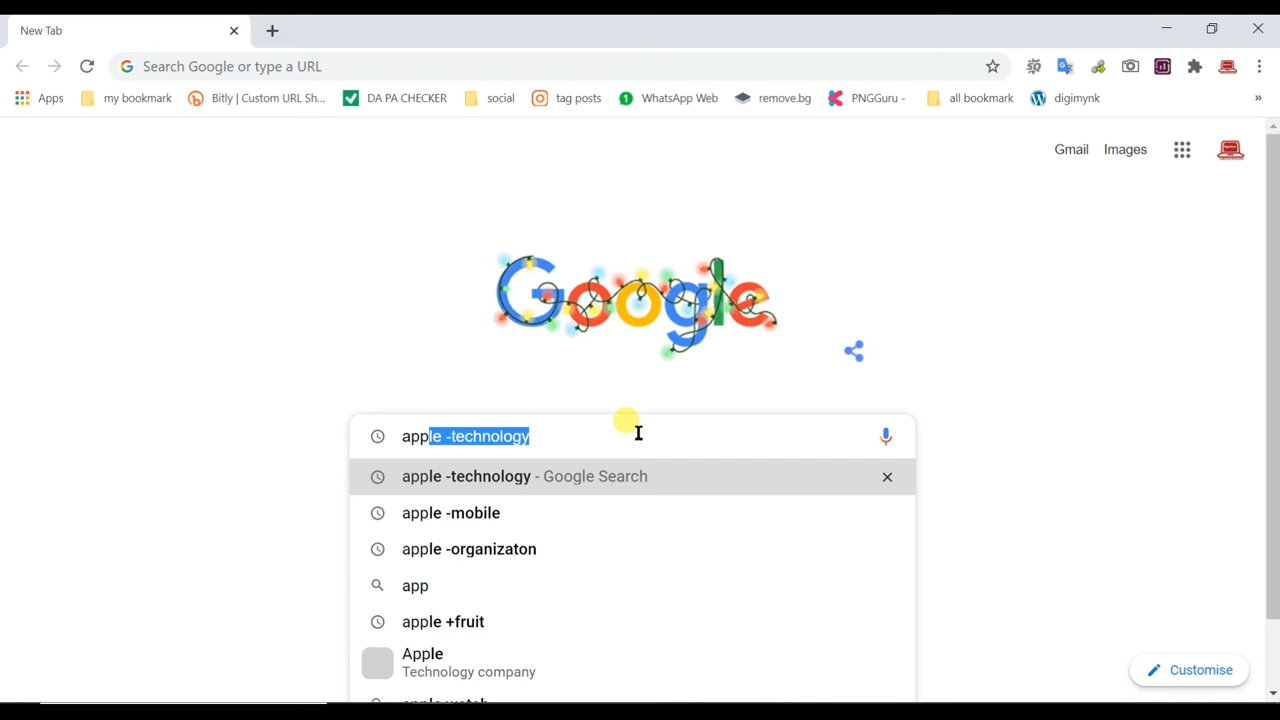 New Tab
Search Google or type a URL
Apps my bookmark Bitly | Custom URL Sh... DA PA CHECKER social tag posts WhatsApp Web remove.bg PNGGuru - all bookmark digimynk »
Gmail Images
Google
apple -technology
apple -technology - Google Search
apple -mobile
apple -organizaton
app
apple +fruit
Apple
Technology company
Customise